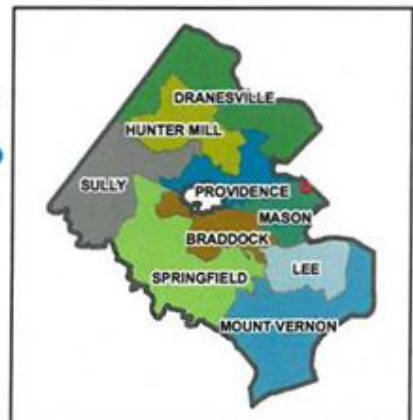 DRANESVILLE
HUNTER MILL
SULLY
PROVIDENCE
MASON
BRADDOCK
LEE
SPRINGFIELD
MOUNT VERNON